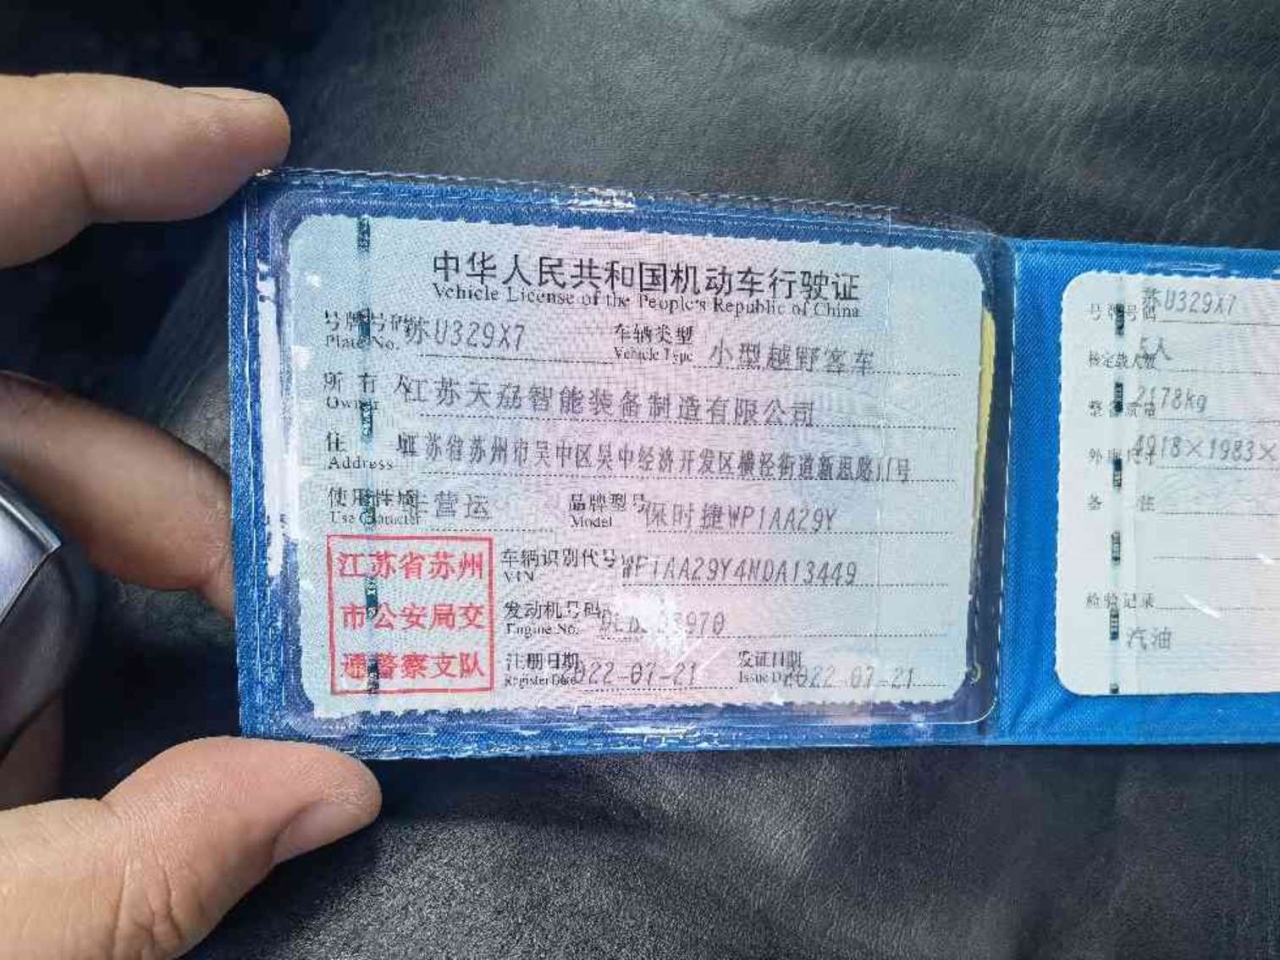 中华人民共和国机动车行驶证
Vehicle License of the People's Republic of China
号牌号码 苏U329X7 车辆类型 小型越野客车
Plate No. Vehicle Type
所有人 江苏天磊智能装备制造有限公司
Owner
住 址 江苏省苏州市吴中区吴中经济开发区横泾街道新思路11号
Address
使用性质 非营运 品牌型号 保时捷WP1AA29Y
Use Character Model
江苏省苏州
市公安局交
通警察支队
车辆识别代号 WP1AA29Y4NDA13449
VIN
发动机号码
Engine No.
注册日期 2022-07-21 发证日期 2022-07-21
Register Date Issue Date
号牌号码 苏U329X7
核定载人数 5人
整备质量 2178kg
外廓尺寸 4918×1983×
备 注
检验记录
汽油